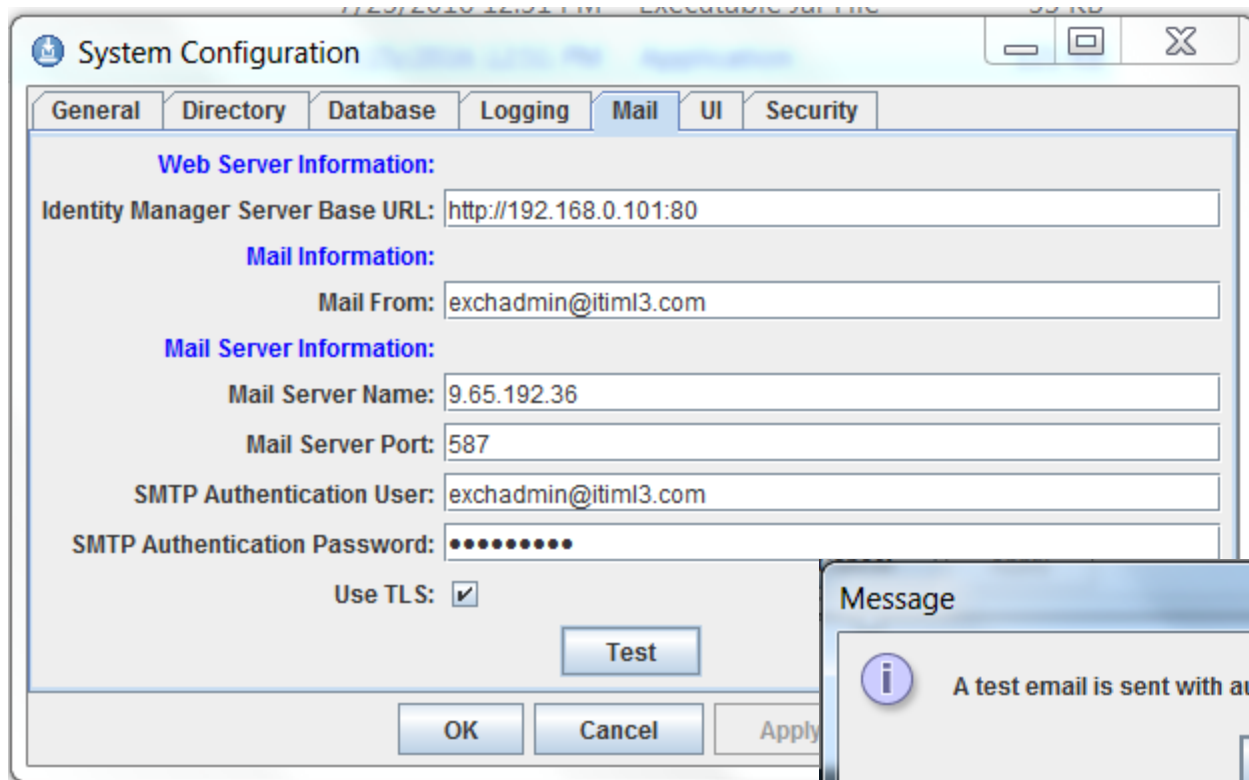 System Configuration
General Directory Database Logging Mail UI Security
Web Server Information:
Identity Manager Server Base URL: http://192.168.0.101:80
Mail Information:
Mail From: exchadmin@itiml3.com
Mail Server Information:
Mail Server Name: 9.65.192.36
Mail Server Port: 587
SMTP Authentication User: exchadmin@itiml3.com
SMTP Authentication Password: •••••••••
Use TLS:
Test
Message
A test email is sent with au
OK Cancel Apply